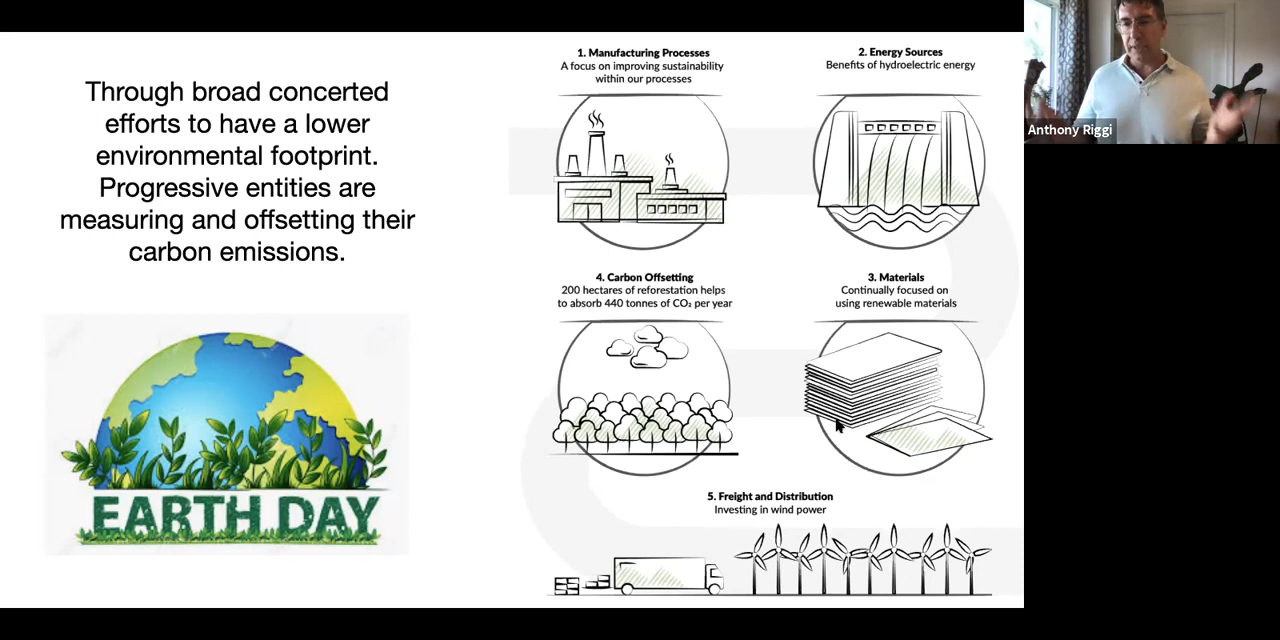 Through broad concerted
efforts to have a lower
environmental footprint.
Progressive entities are
measuring and offsetting their
carbon emissions.
EARTH DAY
1. Manufacturing Processes
A focus on improving sustainability
within our processes
2. Energy Sources
Benefits of hydroelectric energy
4. Carbon Offsetting
200 hectares of reforestation helps
to absorb 440 tonnes of CO₂ per year
3. Materials
Continually focused on
using renewable materials
5. Freight and Distribution
Investing in wind power
Anthony Riggi